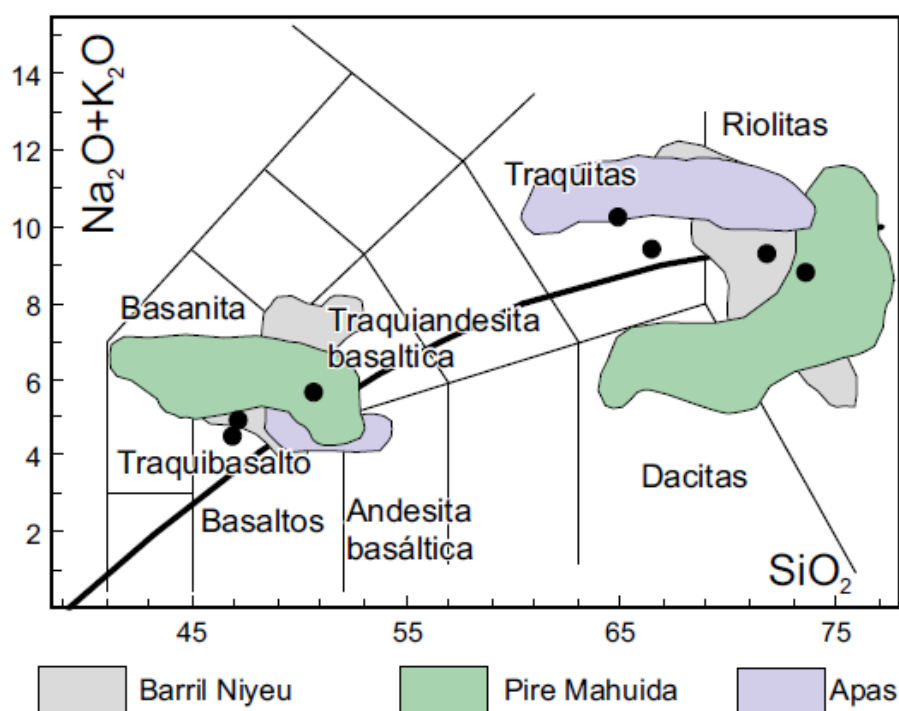 Na₂O+K₂O
14
12
10
8
6
4
2
Riolitas
Traquitas
Basanita
Traquiandesita
basaltica
Traquibasalto
Basaltos
Andesita
basáltica
Dacitas
SiO₂
45 55 65 75
Barril Niyeu Pire Mahuida Apas